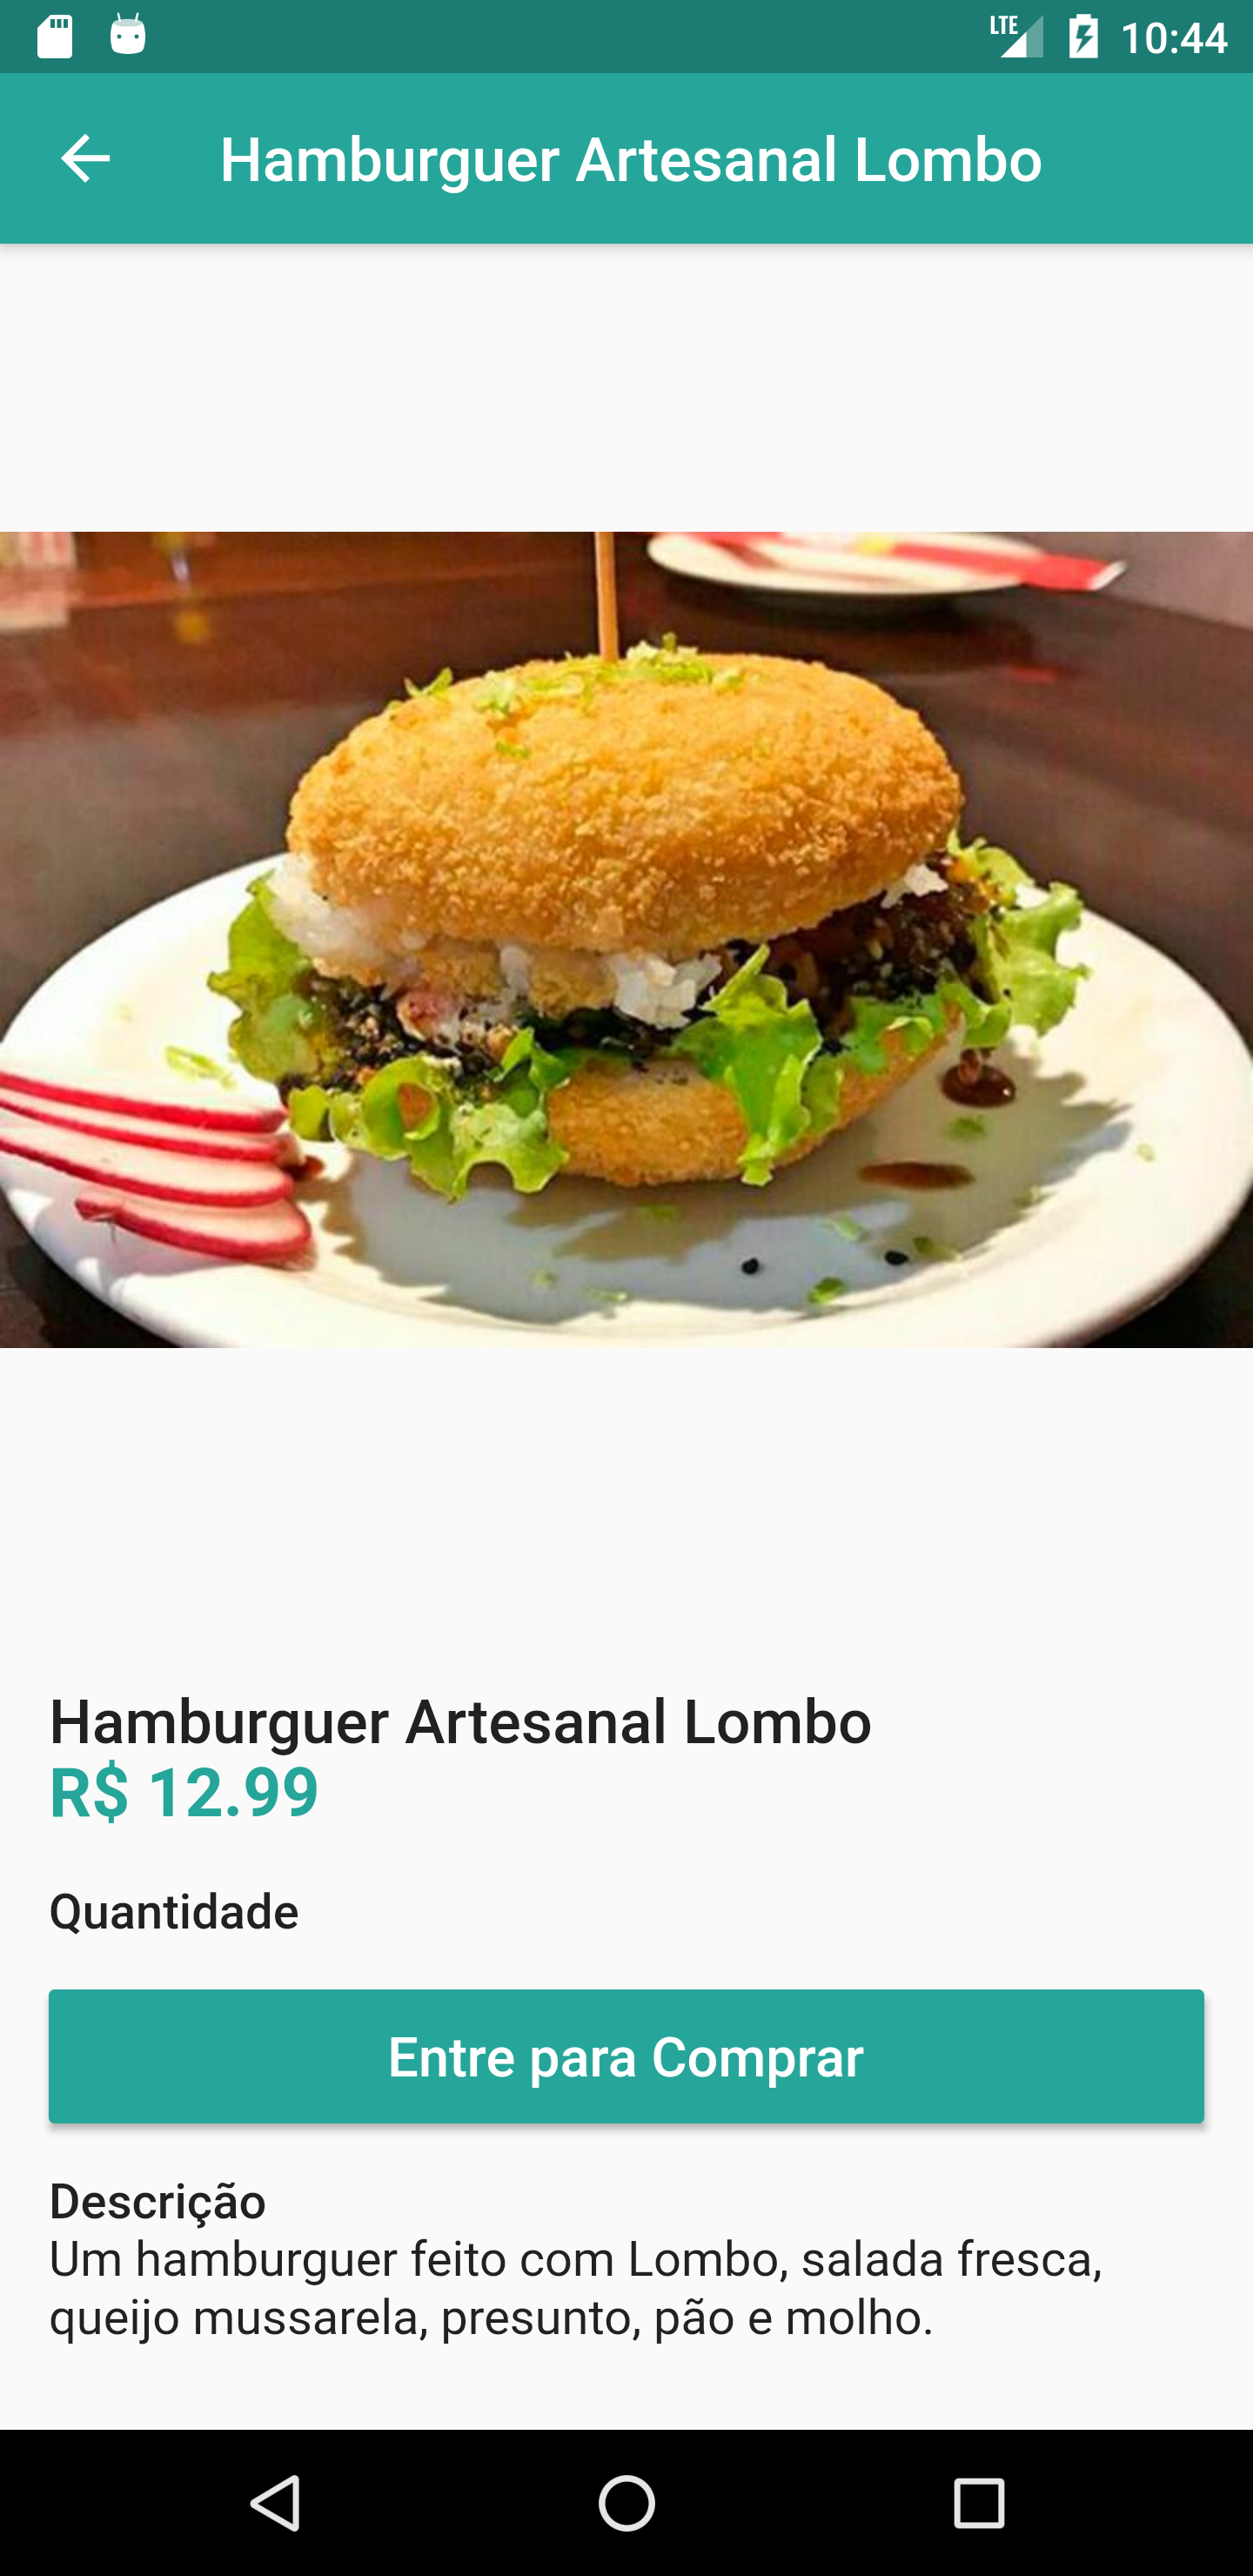 LTE 10:44
Hamburguer Artesanal Lombo
Hamburguer Artesanal Lombo
R$ 12.99
Quantidade
Entre para Comprar
Descrição
Um hamburguer feito com Lombo, salada fresca,
queijo mussarela, presunto, pão e molho.